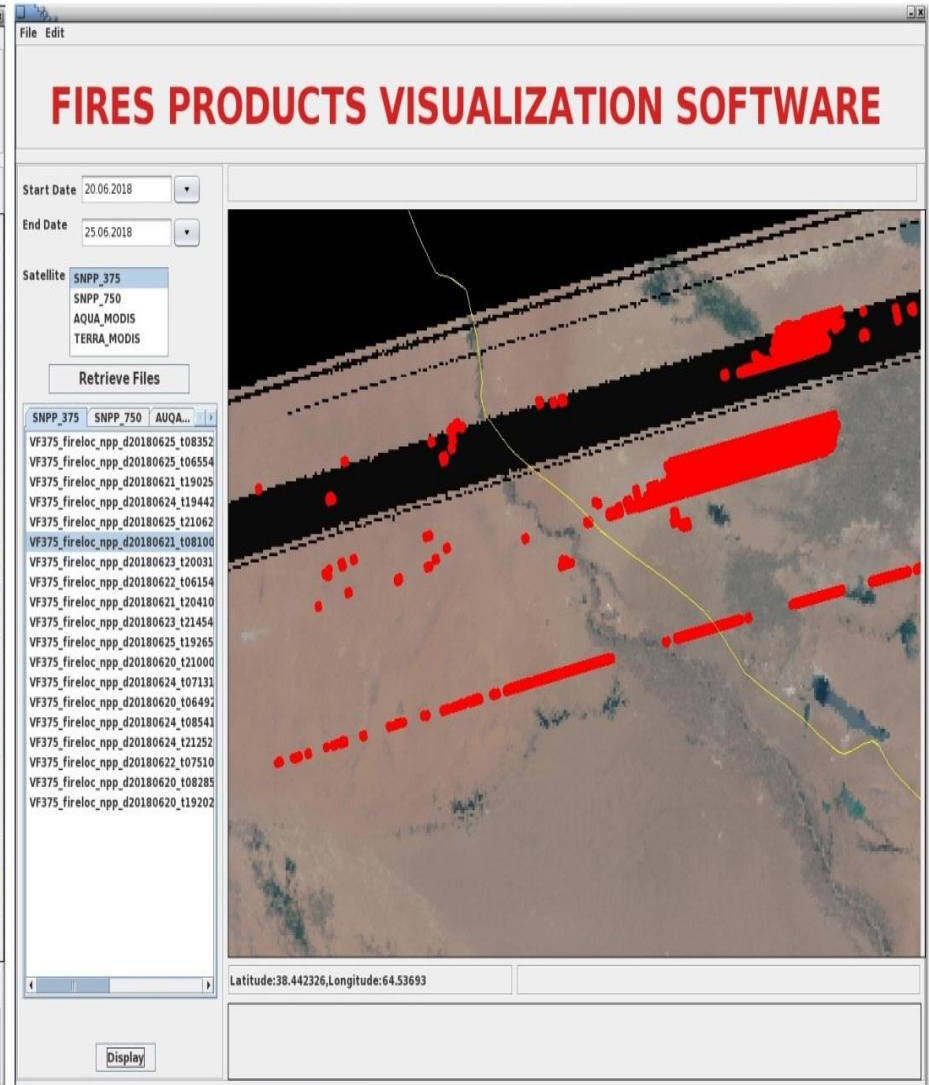 File Edit
FIRES PRODUCTS VISUALIZATION SOFTWARE
Start Date 20.06.2018
End Date 25.06.2018
Satellite
SNPP_375
SNPP_750
AQUA_MODIS
TERRA_MODIS
Retrieve Files
SNPP_375 SNPP_750 AUQA...
VF375_fireloc_npp_d20180625_t08352
VF375_fireloc_npp_d20180625_t06554
VF375_fireloc_npp_d20180621_t19025
VF375_fireloc_npp_d20180624_t19442
VF375_fireloc_npp_d20180625_t21062
VF375_fireloc_npp_d20180621_t08100
VF375_fireloc_npp_d20180623_t20031
VF375_fireloc_npp_d20180622_t06154
VF375_fireloc_npp_d20180621_t20410
VF375_fireloc_npp_d20180623_t21454
VF375_fireloc_npp_d20180625_t19265
VF375_fireloc_npp_d20180620_t21000
VF375_fireloc_npp_d20180624_t07131
VF375_fireloc_npp_d20180620_t06492
VF375_fireloc_npp_d20180624_t08541
VF375_fireloc_npp_d20180624_t21252
VF375_fireloc_npp_d20180622_t07510
VF375_fireloc_npp_d20180620_t08285
VF375_fireloc_npp_d20180620_t19202
Latitude:38.442326,Longitude:64.53693
Display